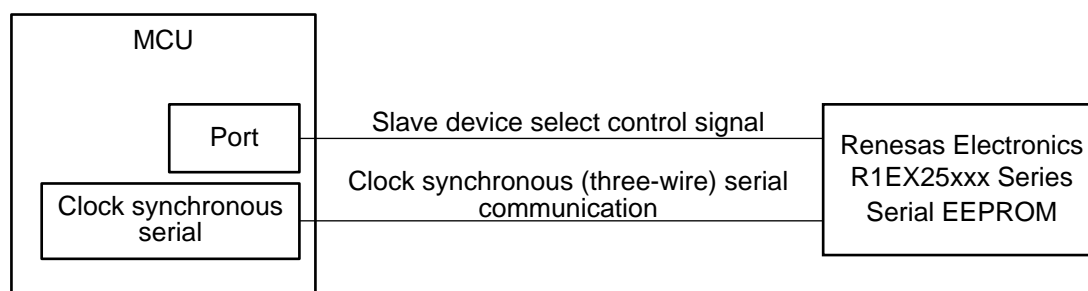 MCU
Port
Slave device select control signal
Clock synchronous (three-wire) serial
communication
Clock synchronous
serial
Renesas Electronics
R1EX25xxx Series
Serial EEPROM